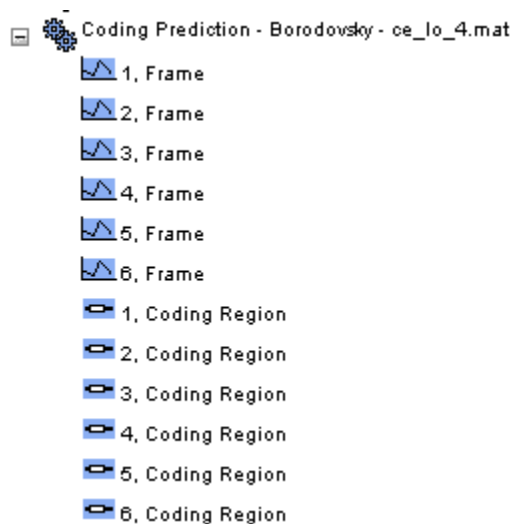 Coding Prediction - Borodovsky - ce_lo_4.mat
1, Frame
2, Frame
3, Frame
4, Frame
5, Frame
6, Frame
1, Coding Region
2, Coding Region
3, Coding Region
4, Coding Region
5, Coding Region
6, Coding Region